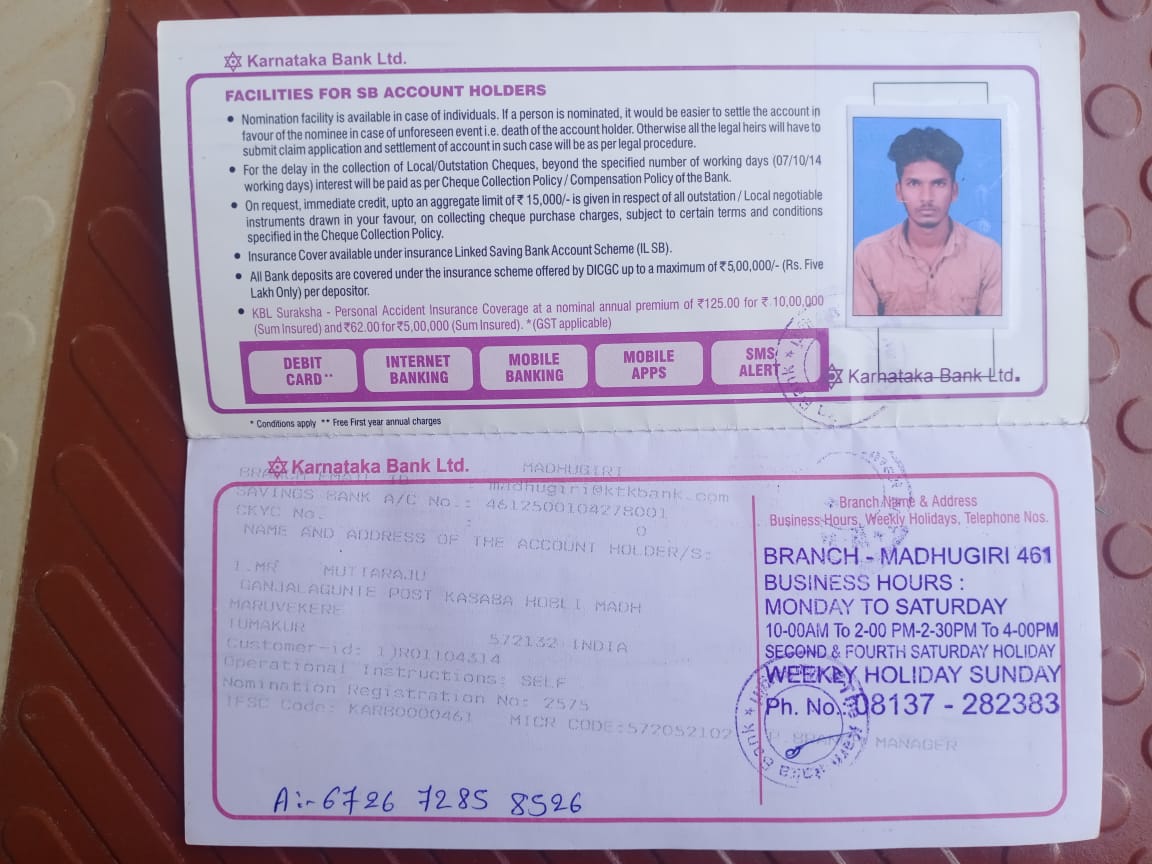 Karnataka Bank Ltd.
FACILITIES FOR SB ACCOUNT HOLDERS
• Nomination facility is available in case of individuals. If a person is nominated, it would be easier to settle the account in
favour of the nominee in case of unforeseen event i.e. death of the account holder. Otherwise all the legal heirs will have to
submit claim application and settlement of account in such case will be as per legal procedure.
• For the delay in the collection of Local/Outstation Cheques, beyond the specified number of working days (07/10/14
working days) interest will be paid as per Cheque Collection Policy / Compensation Policy of the Bank.
• On request, immediate credit, upto an aggregate limit of ₹ 15,000/- is given in respect of all outstation / Local negotiable
instruments drawn in your favour, on collecting cheque purchase charges, subject to certain terms and conditions
specified in the Cheque Collection Policy.
• Insurance Cover available under insurance Linked Saving Bank Account Scheme (IL SB).
• All Bank deposits are covered under the insurance scheme offered by DICGC up to a maximum of ₹5,00,000/- (Rs. Five
Lakh Only) per depositor.
• KBL Suraksha - Personal Accident Insurance Coverage at a nominal annual premium of ₹125.00 for ₹ 10,00,000
(Sum Insured) and ₹62.00 for ₹5,00,000 (Sum Insured). *(GST applicable)
DEBIT CARD**
INTERNET BANKING
MOBILE BANKING
MOBILE APPS
SMS ALERT
Karnataka Bank Ltd.
* Conditions apply ** Free First year annual charges
Karnataka Bank Ltd.
MADHUGIRI
BRANCH EMAIL ID : madhugiri@ktkbank.com
SAVINGS BANK A/C No.: 4612500104278001
CKYC No. : 0
NAME AND ADDRESS OF THE ACCOUNT HOLDER/S:
1.MR MUTTARAJU
GANJALAGUNTE POST KASABA HOBLI MADH
MARUVEKERE
TUMAKUR
572132 INDIA
Customer-id: 1)R01104314
Operational Instructions: SELF
Nomination Registration No: 2575
IFSC Code: KARB0000461 MICR CODE:572052102
Branch Name & Address
Business Hours, Weekly Holidays, Telephone Nos.
BRANCH - MADHUGIRI 461
BUSINESS HOURS :
MONDAY TO SATURDAY
10-00AM To 2-00 PM-2-30PM To 4-00PM
SECOND & FOURTH SATURDAY HOLIDAY
WEEKLY HOLIDAY SUNDAY
Ph. No.: 08137 - 282383
MANAGER
A:- 6726 7285 8526